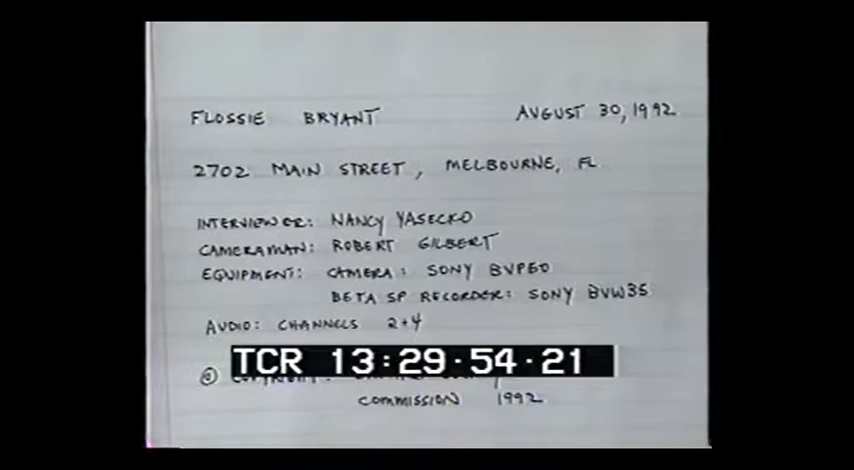 FLOSSIE BRYANT AUGUST 30, 1992
2702 MAIN STREET, MELBOURNE, FL
INTERVIEWER: NANCY YASECKO
CAMERAMAN: ROBERT GILBERT
EQUIPMENT: CAMERA: SONY BVP50
BETA SP RECORDER: SONY BVW35
AUDIO: CHANNELS 2+4
TCR 13:29:54:21
COMMISSION 1992